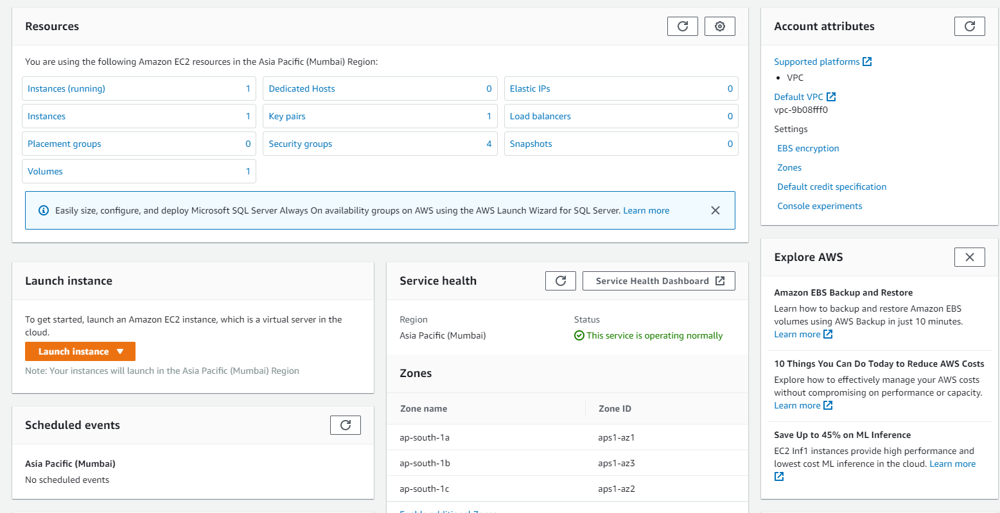 Resources
You are using the following Amazon EC2 resources in the Asia Pacific (Mumbai) Region:
Instances (running) 1
Dedicated Hosts 0
Elastic IPs 0
Instances 1
Key pairs 1
Load balancers 0
Placement groups 0
Security groups 4
Snapshots 0
Volumes 1
Easily size, configure, and deploy Microsoft SQL Server Always On availability groups on AWS using the AWS Launch Wizard for SQL Server. Learn more
Launch instance
To get started, launch an Amazon EC2 instance, which is a virtual server in the
cloud.
Launch instance
Note: Your instances will launch in the Asia Pacific (Mumbai) Region
Scheduled events
Asia Pacific (Mumbai)
No scheduled events
Service health
Service Health Dashboard
Region Status
Asia Pacific (Mumbai) This service is operating normally
Zones
Zone name Zone ID
ap-south-1a aps1-az1
ap-south-1b aps1-az3
ap-south-1c aps1-az2
Enable additional Zones
Account attributes
Supported platforms
• VPC
Default VPC
vpc-9b08fff0
Settings
EBS encryption
Zones
Default credit specification
Console experiments
Explore AWS
Amazon EBS Backup and Restore
Learn how to backup and restore Amazon EBS
volumes using AWS Backup in just 10 minutes.
Learn more
10 Things You Can Do Today to Reduce AWS Costs
Explore how to effectively manage your AWS costs
without compromising on performance or capacity.
Learn more
Save Up to 45% on ML Inference
EC2 Inf1 instances provide high performance and
lowest cost ML inference in the cloud. Learn more